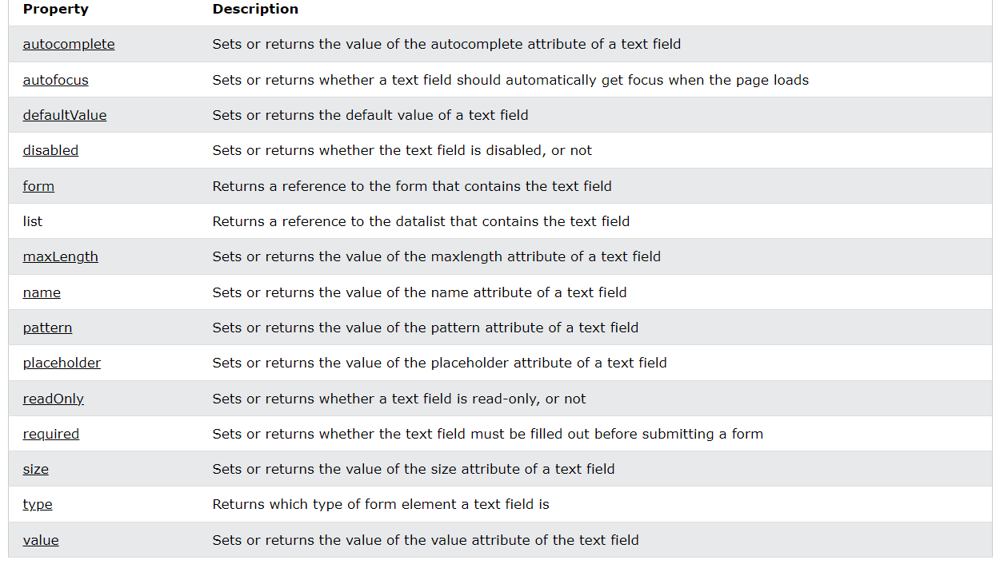 Property Description
autocomplete Sets or returns the value of the autocomplete attribute of a text field
autofocus Sets or returns whether a text field should automatically get focus when the page loads
defaultValue Sets or returns the default value of a text field
disabled Sets or returns whether the text field is disabled, or not
form Returns a reference to the form that contains the text field
list Returns a reference to the datalist that contains the text field
maxLength Sets or returns the value of the maxlength attribute of a text field
name Sets or returns the value of the name attribute of a text field
pattern Sets or returns the value of the pattern attribute of a text field
placeholder Sets or returns the value of the placeholder attribute of a text field
readOnly Sets or returns whether a text field is read-only, or not
required Sets or returns whether the text field must be filled out before submitting a form
size Sets or returns the value of the size attribute of a text field
type Returns which type of form element a text field is
value Sets or returns the value of the value attribute of the text field